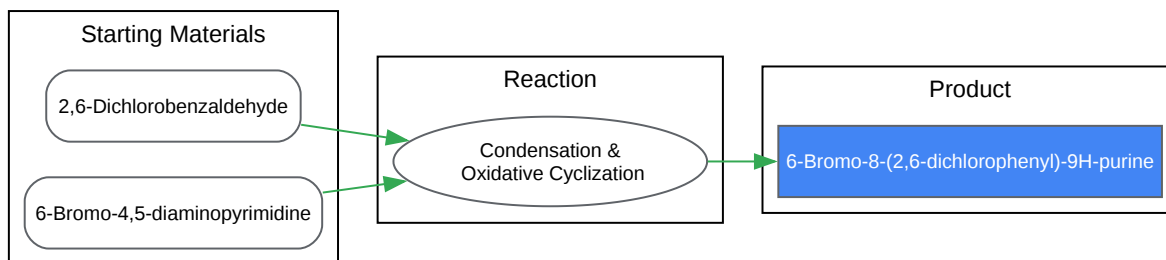 Starting Materials
2,6-Dichlorobenzaldehyde
6-Bromo-4,5-diaminopyrimidine
Reaction
Condensation &
Oxidative Cyclization
Product
6-Bromo-8-(2,6-dichlorophenyl)-9H-purine